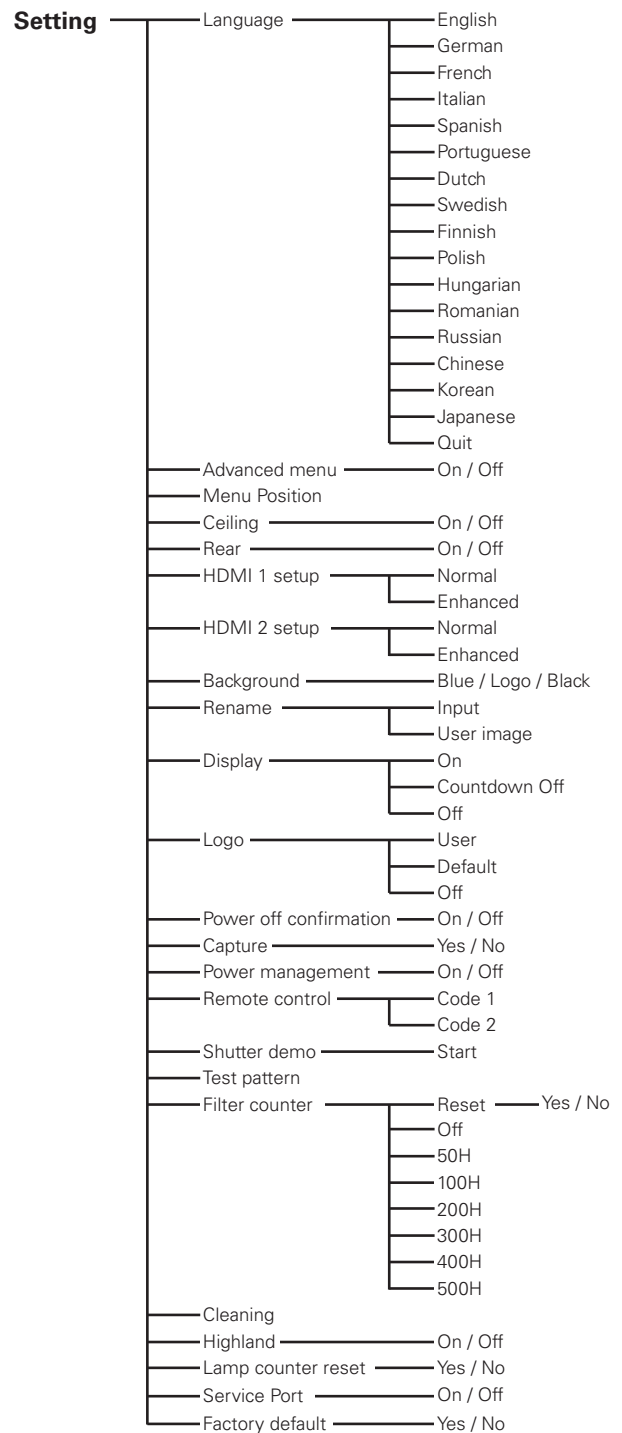 Setting Language English
German
French
Italian
Spanish
Portuguese
Dutch
Swedish
Finnish
Polish
Hungarian
Romanian
Russian
Chinese
Korean
Japanese
Quit
Advanced menu On / Off
Menu Position
Ceiling On / Off
Rear On / Off
HDMI 1 setup Normal
Enhanced
HDMI 2 setup Normal
Enhanced
Background Blue / Logo / Black
Rename Input
User image
Display On
Countdown Off
Off
Logo User
Default
Off
Power off confirmation On / Off
Capture Yes / No
Power management On / Off
Remote control Code 1
Code 2
Shutter demo Start
Test pattern
Filter counter Reset Yes / No
Off
50H
100H
200H
300H
400H
500H
Cleaning
Highland On / Off
Lamp counter reset Yes / No
Service Port On / Off
Factory default Yes / No